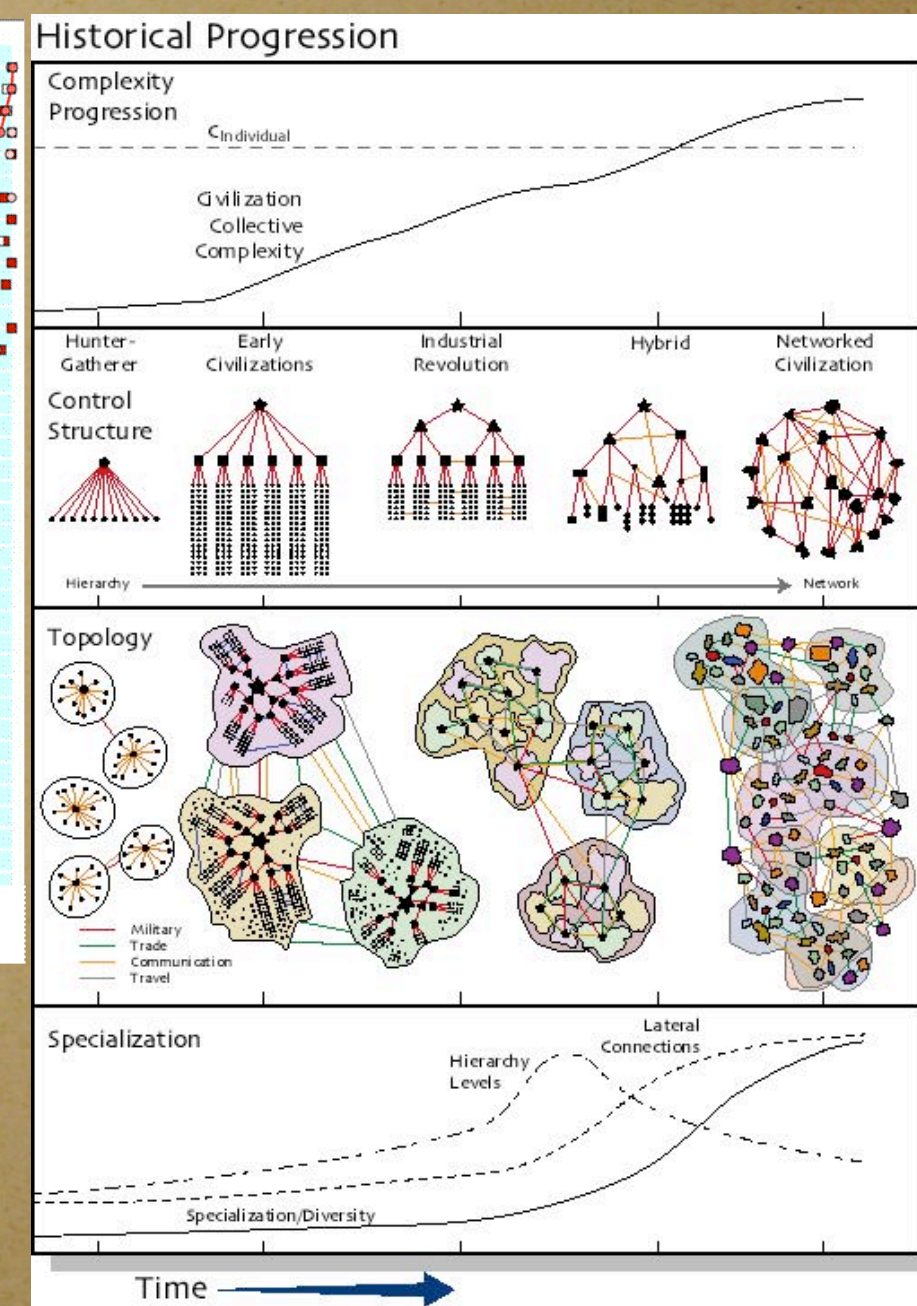 Historical Progression
Complexity
Progression
CIndividual
Civilization
Collective
Complexity
Hunter-
Gatherer
Early
Civilizations
Industrial
Revolution
Hybrid
Networked
Civilization
Control
Structure
Hierarchy
Network
Topology
Military
Trade
Communication
Travel
Specialization
Lateral
Connections
Hierarchy
Levels
Specialization/Diversity
Time